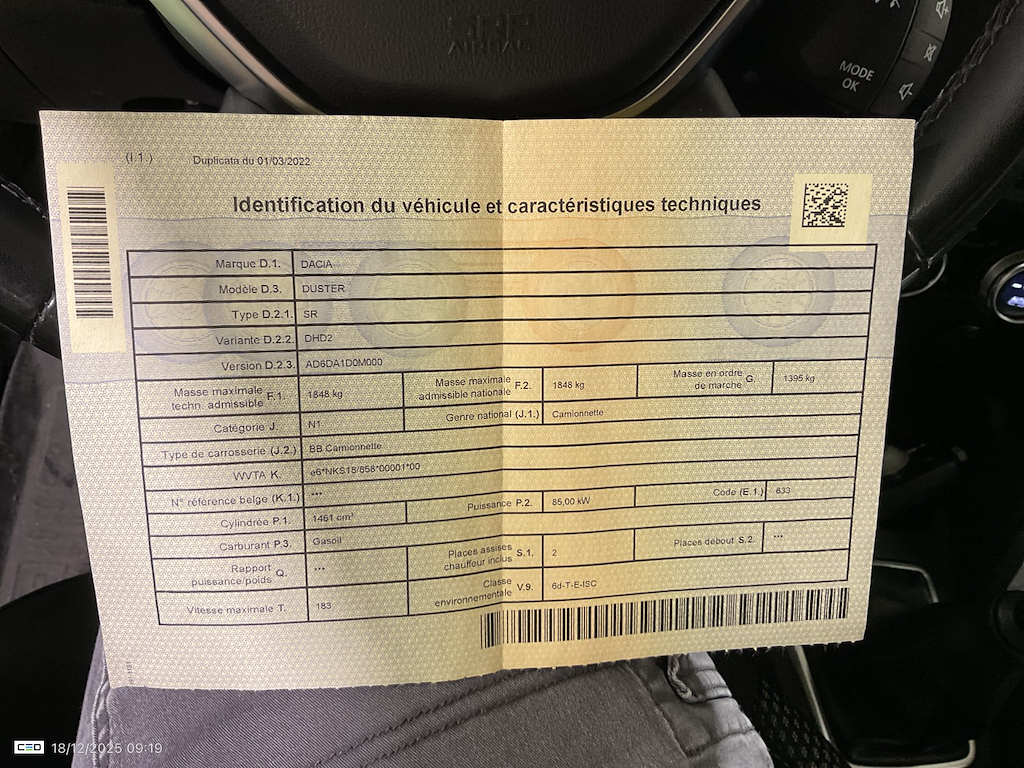 SRP
AIRBAG
MODE
OK
(I.1.) Duplicata du 01/03/2022
Identification du véhicule et caractéristiques techniques
Marque D.1. DACIA
Modèle D.3. DUSTER
Type D.2.1. SR
Variante D.2.2. DHD2
Version D.2.3. AD6DA1D0M000
Masse maximale techn. admissible F.1. 1848 kg Masse maximale admissible nationale F.2. 1848 kg Masse en ordre de marche G. 1395 kg
Catégorie J. N1 Genre national (J.1.) Camionnette
Type de carrosserie (J.2.) BB Camionnette
WVTA K. e6*NKS18/858*00001*00
N° référence belge (K.1.) ***
Cylindrée P.1. 1461 cm³ Puissance P.2. 85,00 kW Code (E.1.) 633
Carburant P.3. Gasoil
Rapport puissance/poids Q. *** Places assises chauffeur inclus S.1. 2 Places debout S.2. ***
Vitesse maximale T. 183 Classe environnementale V.9. 6d-T-E-ISC
CEO 18/12/2025 09:19